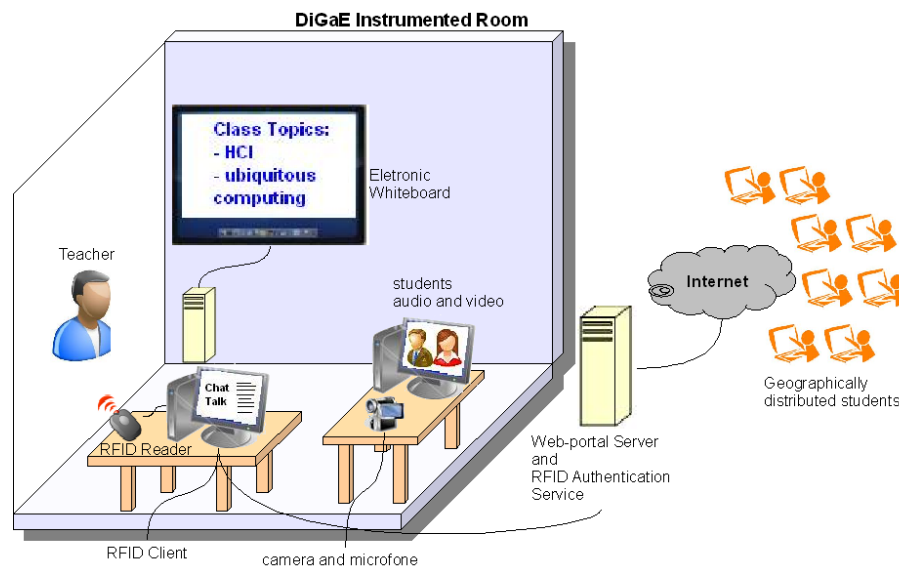 DiGaE Instrumented Room
Class Topics:
- HCI
- ubiquitous
computing
Eletronic
Whiteboard
Teacher
students
audio and video
Internet
Chat
Talk
RFID Reader
Geographically
distributed students
Web-portal Server
and
RFID Authentication
Service
RFID Client
camera and microfone